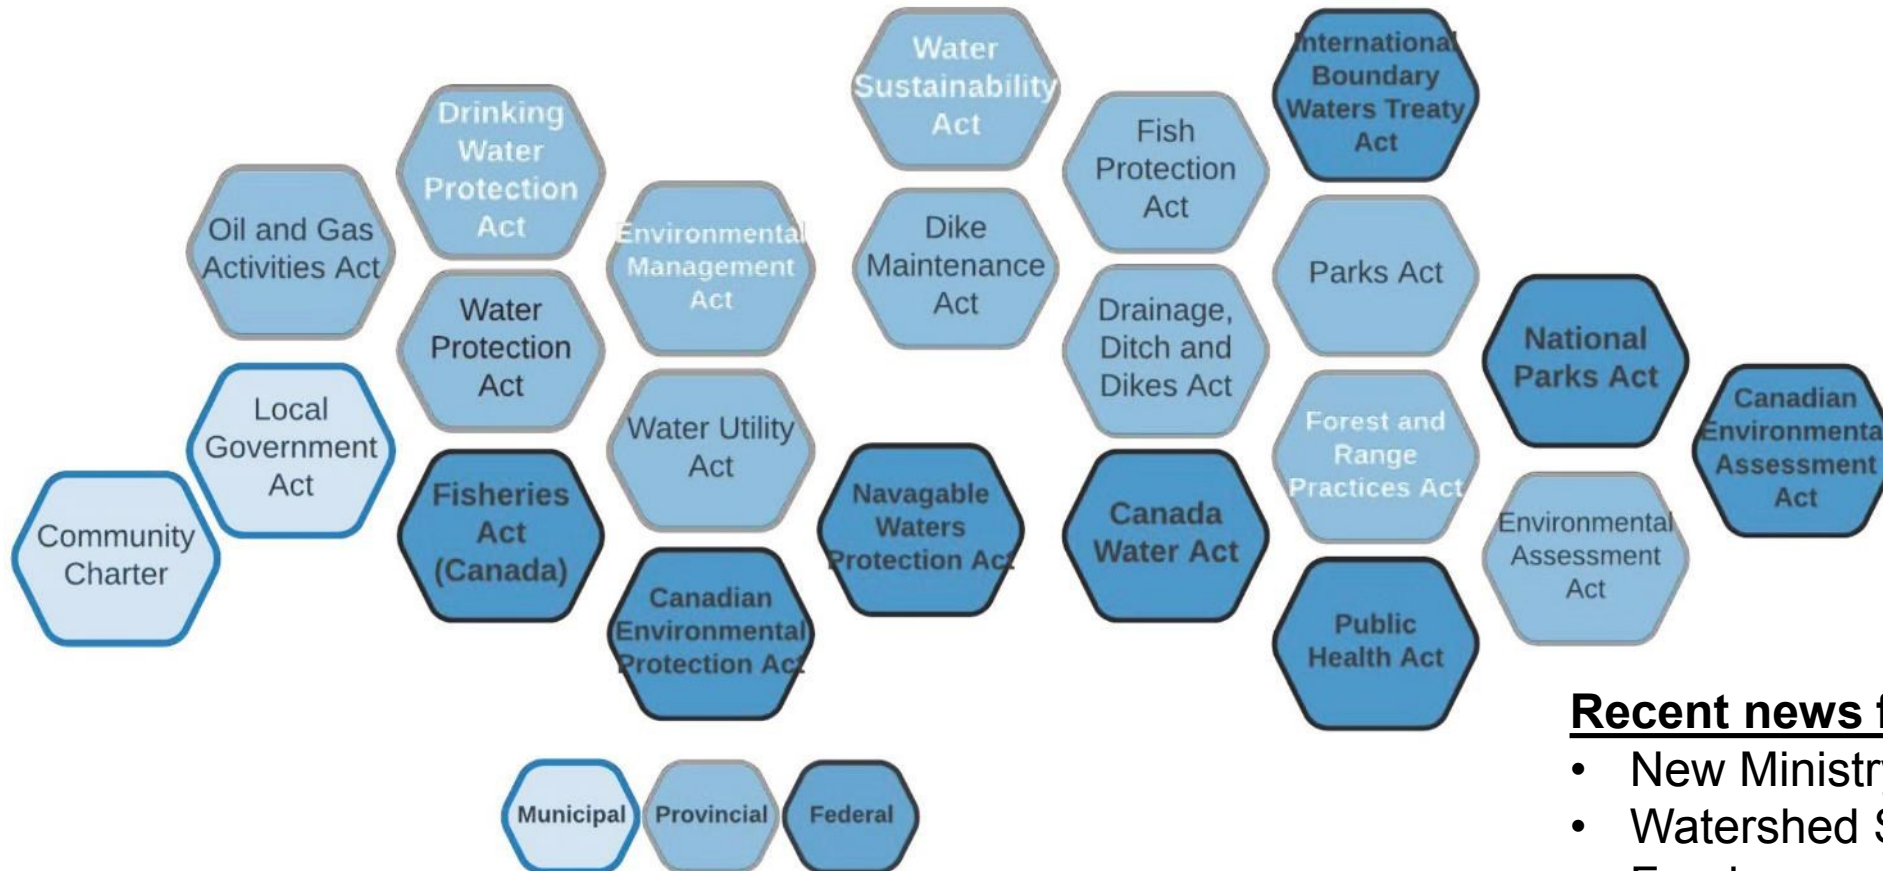 Water
Sustainability
Act
International
Boundary
Waters Treaty
Act
Drinking
Water
Protection
Act
Fish
Protection
Act
Oil and Gas
Activities Act
Environmental
Management
Act
Dike
Maintenance
Act
Parks Act
Water
Protection
Act
Drainage,
Ditch and
Dikes Act
National
Parks Act
Local
Government
Act
Water Utility
Act
Forest and
Range
Practices Act
Canadian
Environmenta
Assessment
Act
Community
Charter
Fisheries
Act
(Canada)
Navagable
Waters
Protection Act
Canada
Water Act
Environmental
Assessment
Act
Canadian
Environmental
Protection Act
Public
Health Act
Recent news
• New Ministry
• Watershed S
Municipal
Provincial
Federal